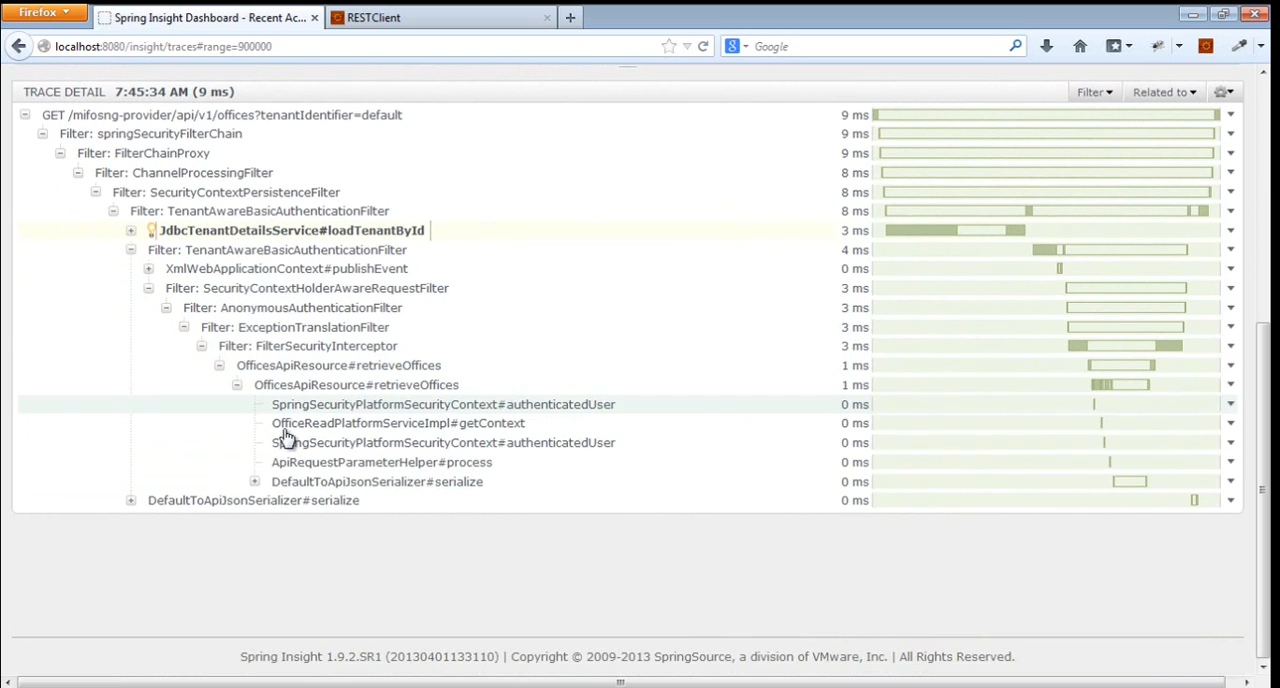 Firefox
Spring Insight Dashboard - Recent Ac... ×
RESTClient ×
localhost:8080/insight/traces#range=900000
Google
TRACE DETAIL 7:45:34 AM (9 ms) Filter Related to
GET /mifosng-provider/api/v1/offices?tenantIdentifier=default 9 ms
Filter: springSecurityFilterChain 9 ms
Filter: FilterChainProxy 9 ms
Filter: ChannelProcessingFilter 8 ms
Filter: SecurityContextPersistenceFilter 8 ms
Filter: TenantAwareBasicAuthenticationFilter 8 ms
JdbcTenantDetailsService#loadTenantById 3 ms
Filter: TenantAwareBasicAuthenticationFilter 4 ms
XmlWebApplicationContext#publishEvent 0 ms
Filter: SecurityContextHolderAwareRequestFilter 3 ms
Filter: AnonymousAuthenticationFilter 3 ms
Filter: ExceptionTranslationFilter 3 ms
Filter: FilterSecurityInterceptor 3 ms
OfficesApiResource#retrieveOffices 1 ms
OfficesApiResource#retrieveOffices 1 ms
SpringSecurityPlatformSecurityContext#authenticatedUser 0 ms
OfficeReadPlatformServiceImpl#getContext 0 ms
SpringSecurityPlatformSecurityContext#authenticatedUser 0 ms
ApiRequestParameterHelper#process 0 ms
DefaultToApiJsonSerializer#serialize 0 ms
DefaultToApiJsonSerializer#serialize 0 ms
Spring Insight 1.9.2.SR1 (20130401133110) | Copyright © 2009-2013 SpringSource, a division of VMware, Inc. | All Rights Reserved.